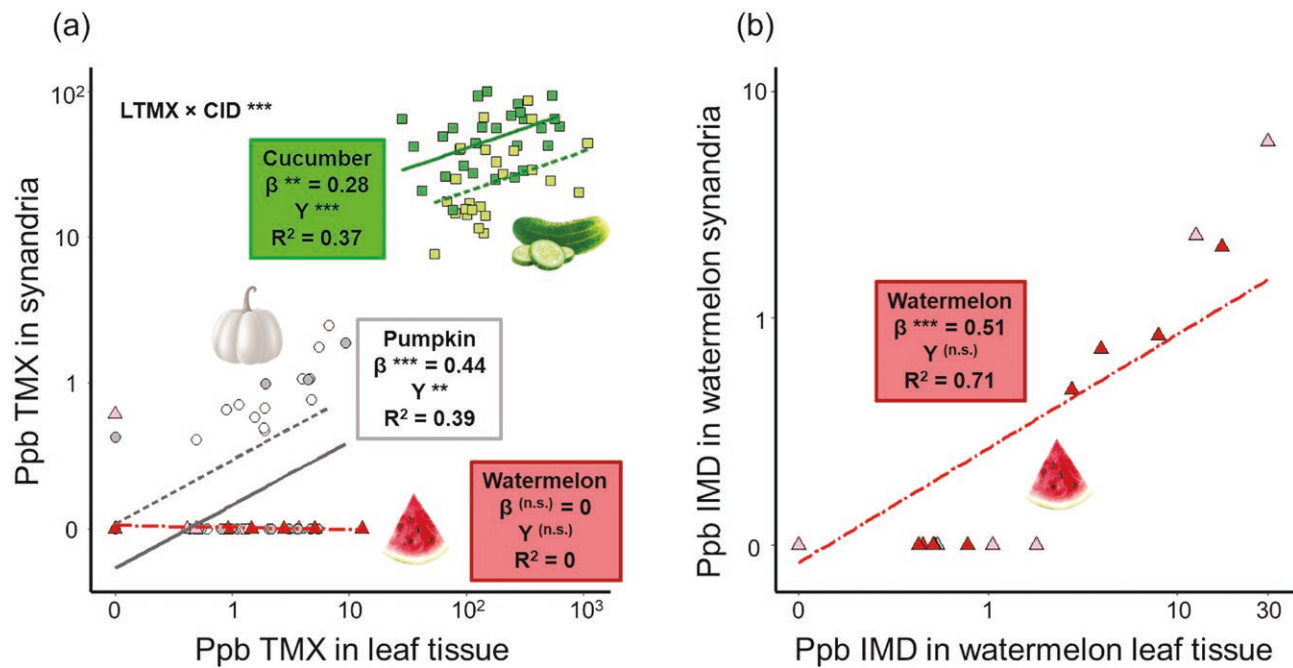 (a)
LTMX × CID ***
Cucumber
β ** = 0.28
Y ***
R² = 0.37
Pumpkin
β *** = 0.44
Y **
R² = 0.39
Watermelon
β (n.s.) = 0
Y (n.s.)
R² = 0
Ppb TMX in synandria
10²
10
1
0
0
1
10
10²
10³
Ppb TMX in leaf tissue
(b)
Watermelon
β *** = 0.51
Y (n.s.)
R² = 0.71
Ppb IMD in watermelon synandria
10
1
0
0
1
10
30
Ppb IMD in watermelon leaf tissue